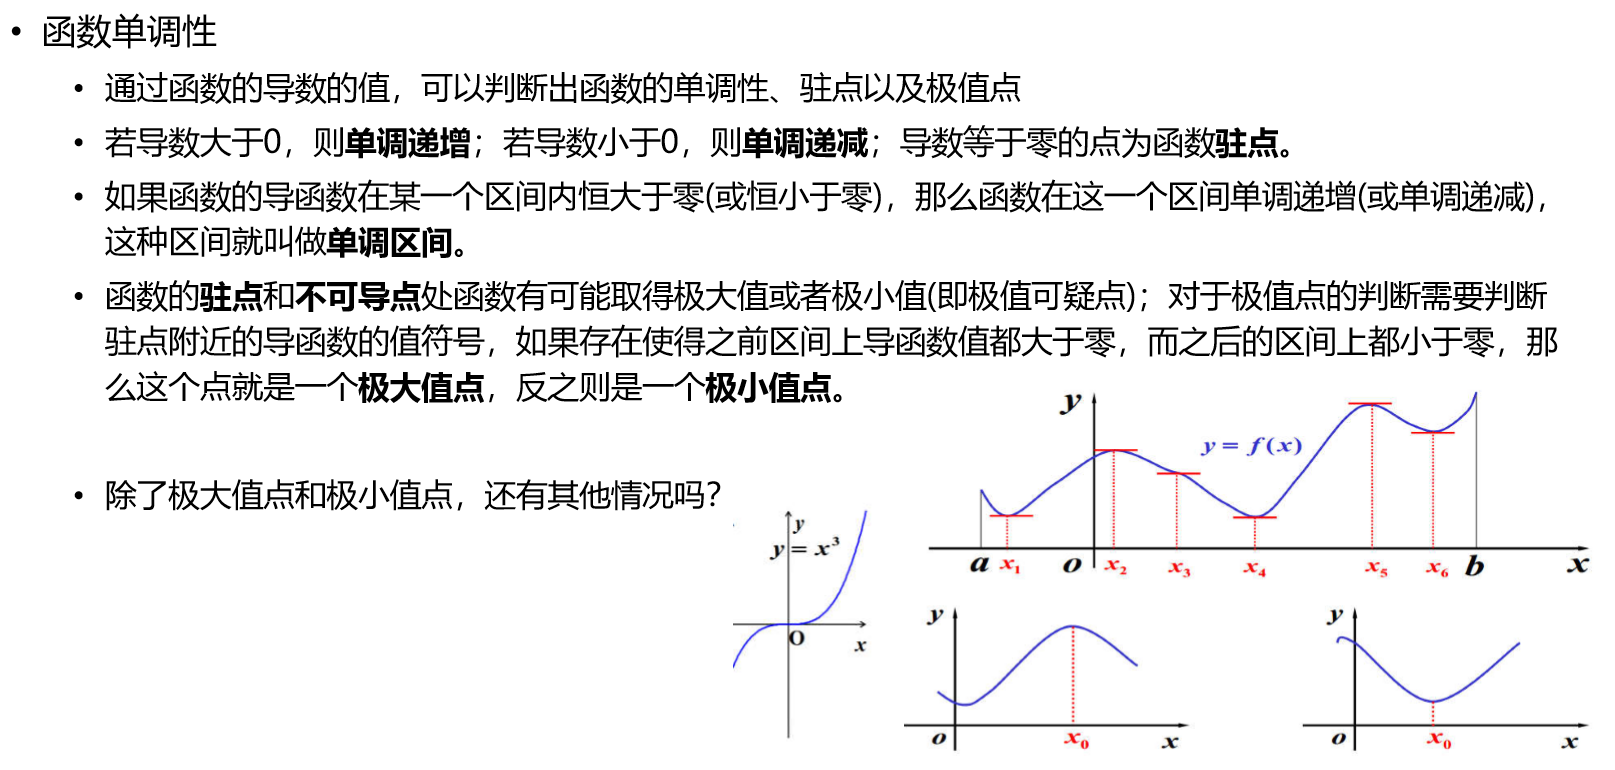 • 函数单调性
• 通过函数的导数的值，可以判断出函数的单调性、驻点以及极值点
• 若导数大于0，则单调递增；若导数小于0，则单调递减；导数等于零的点为函数驻点。
• 如果函数的导函数在某一个区间内恒大于零(或恒小于零)，那么函数在这一个区间单调递增(或单调递减)，
这种区间就叫做单调区间。
• 函数的驻点和不可导点处函数有可能取得极大值或者极小值(即极值可疑点)；对于极值点的判断需要判断
驻点附近的导函数的值符号，如果存在使得之前区间上导函数值都大于零，而之后的区间上都小于零，那
么这个点就是一个极大值点，反之则是一个极小值点。
• 除了极大值点和极小值点，还有其他情况吗？
y
y = x³
O
x
y
y = f(x)
a x₁ o x₂ x₃ x₄ x₅ x₆ b x
y
o x₀ x
y
o x₀ x